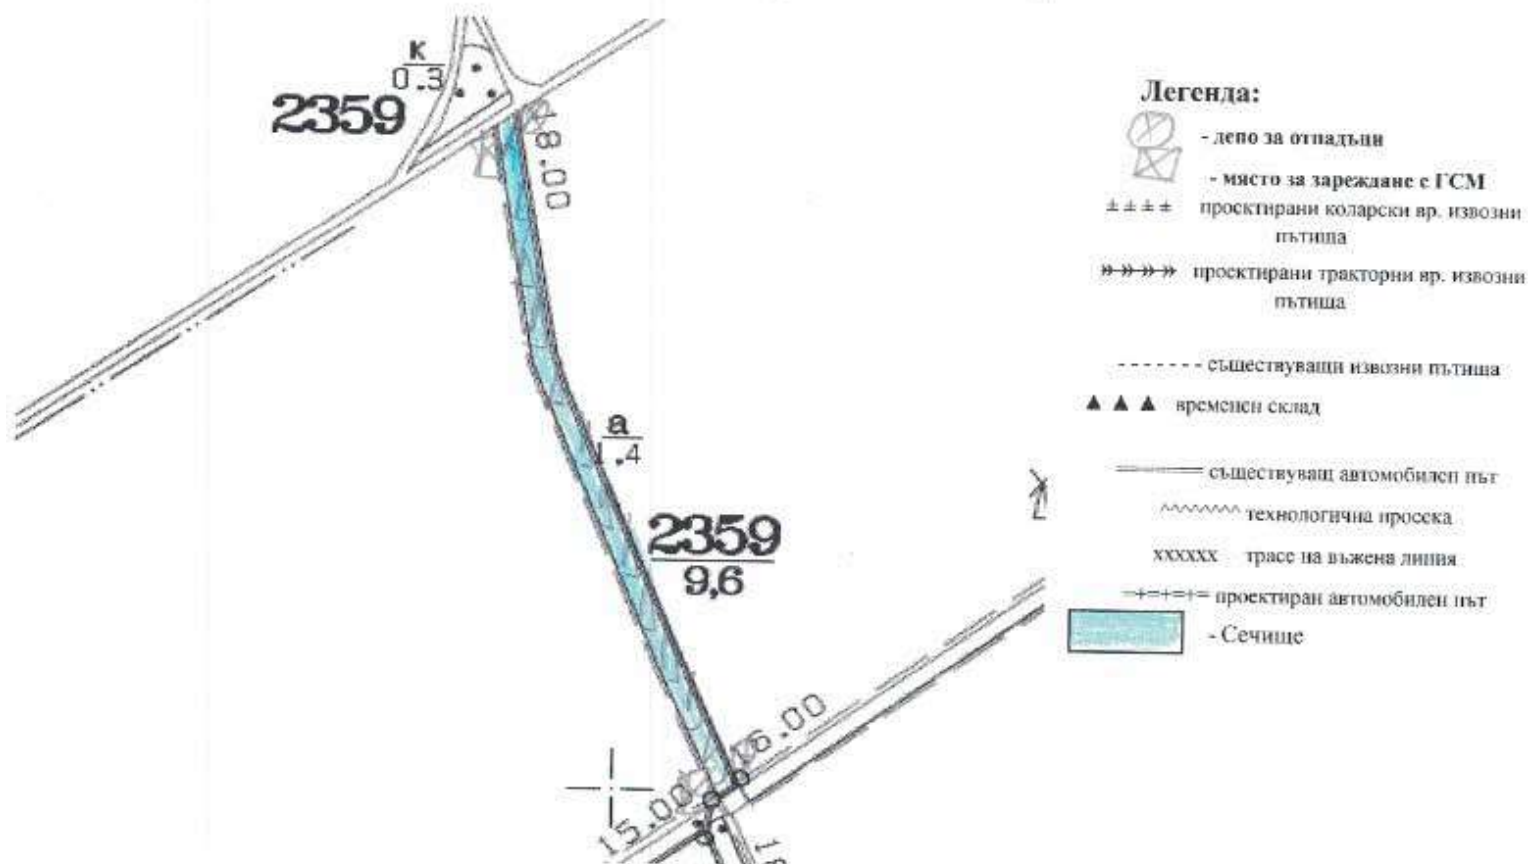 к
0.3
2359
18.00
а
1.4
2359
9,6
16.00
15.00
Легенда:
- депо за отпадъци
- място за зареждане с ГСМ
проектирани коларски вр. извозни
пътища
проектирани тракторни вр. извозни
пътища
съществуващи извозни пътища
временен склад
съществуващ автомобилен път
технологична просека
xxxxxx трасе на въжена линия
проектиран автомобилен път
- Сечище